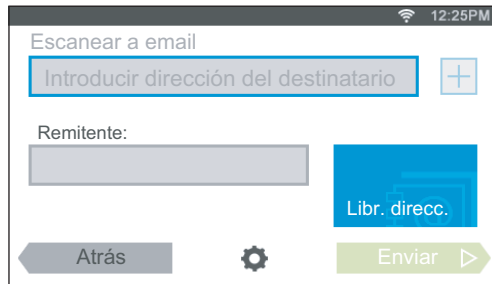 12:25PM
Escanear a email
Introducir dirección del destinatario
Remitente:
Libr. direcc.
Atrás
Enviar